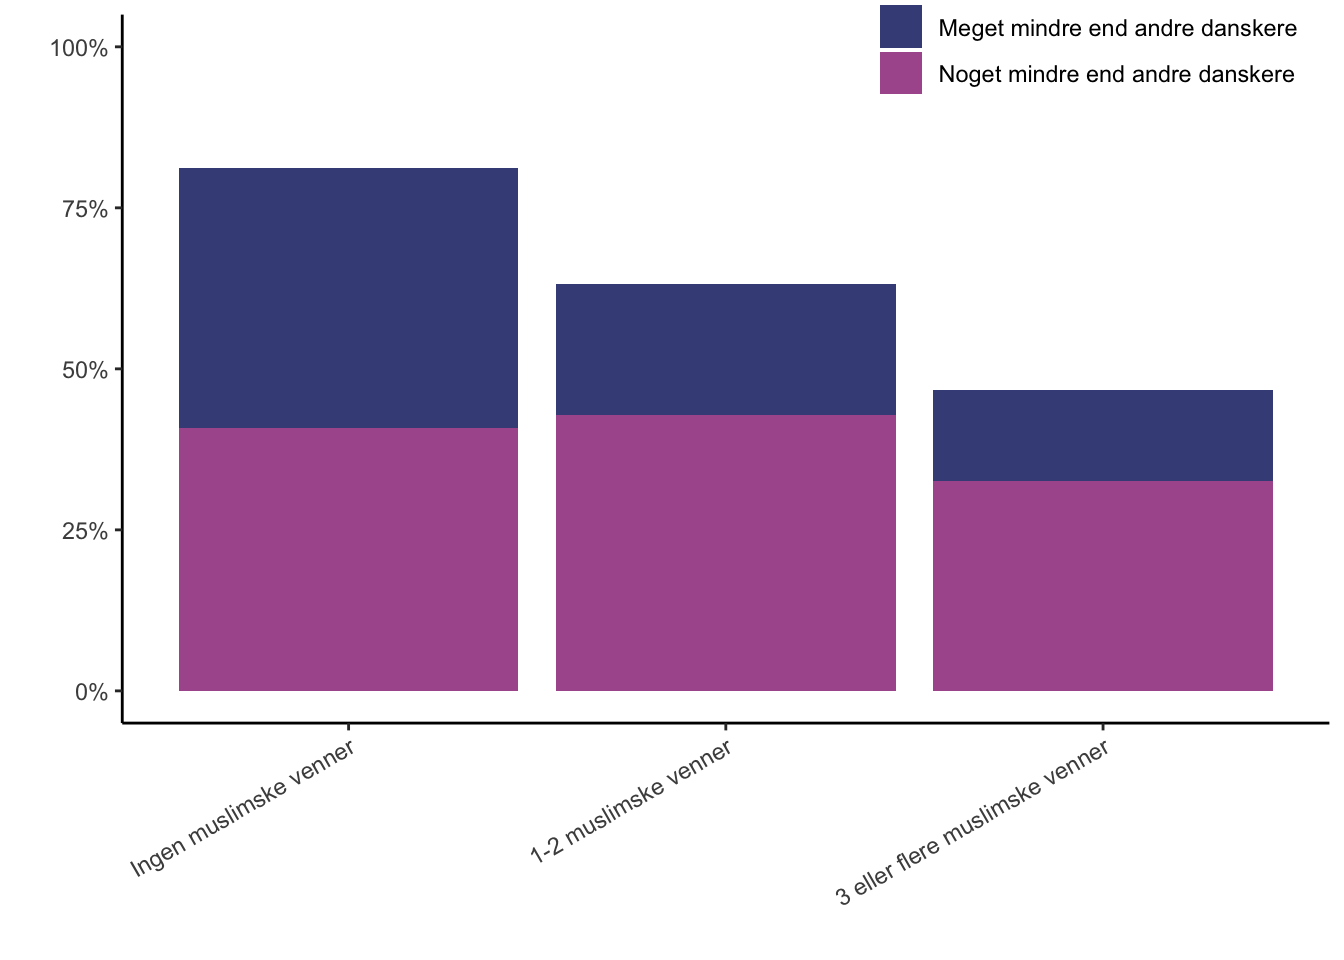 Meget mindre end andre danskere
Noget mindre end andre danskere
100%
75%
50%
25%
0%
Ingen muslimske venner
1-2 muslimske venner
3 eller flere muslimske venner